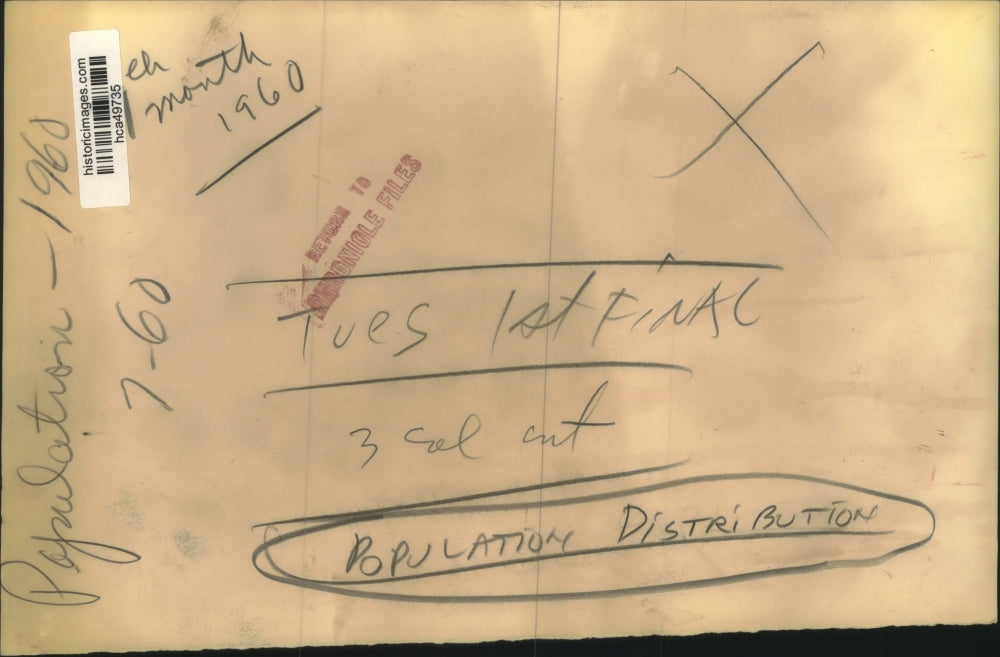 historicimages.com
hca49735
month
1960
RETURN TO
CHRONICLE FILES
Tues 1st FINAL
3 col cut
POPULATION DISTRIBUTION
Population - 1960
7-60